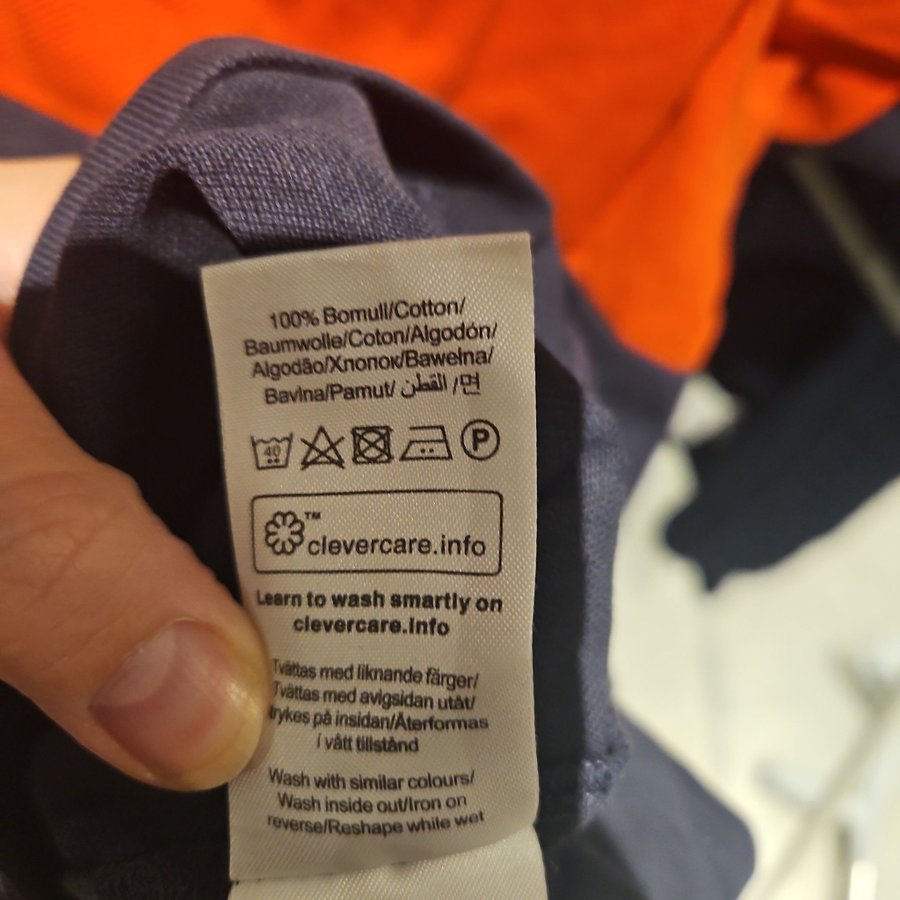 100% Bomull/Cotton/
Baumwolle/Coton/Algodón/
Algodão/Хлопок/Bawełna/
Bavlna/Pamut/ القطن /면
40
P
™
clevercare.info
Learn to wash smartly on
clevercare.info
Tvättas med liknande färger/
Tvättas med avigsidan utåt/
på insidan/Återformas
i vått tillstånd
Wash with similar colours/
Wash inside out/Iron on
reverse/Reshape while wet